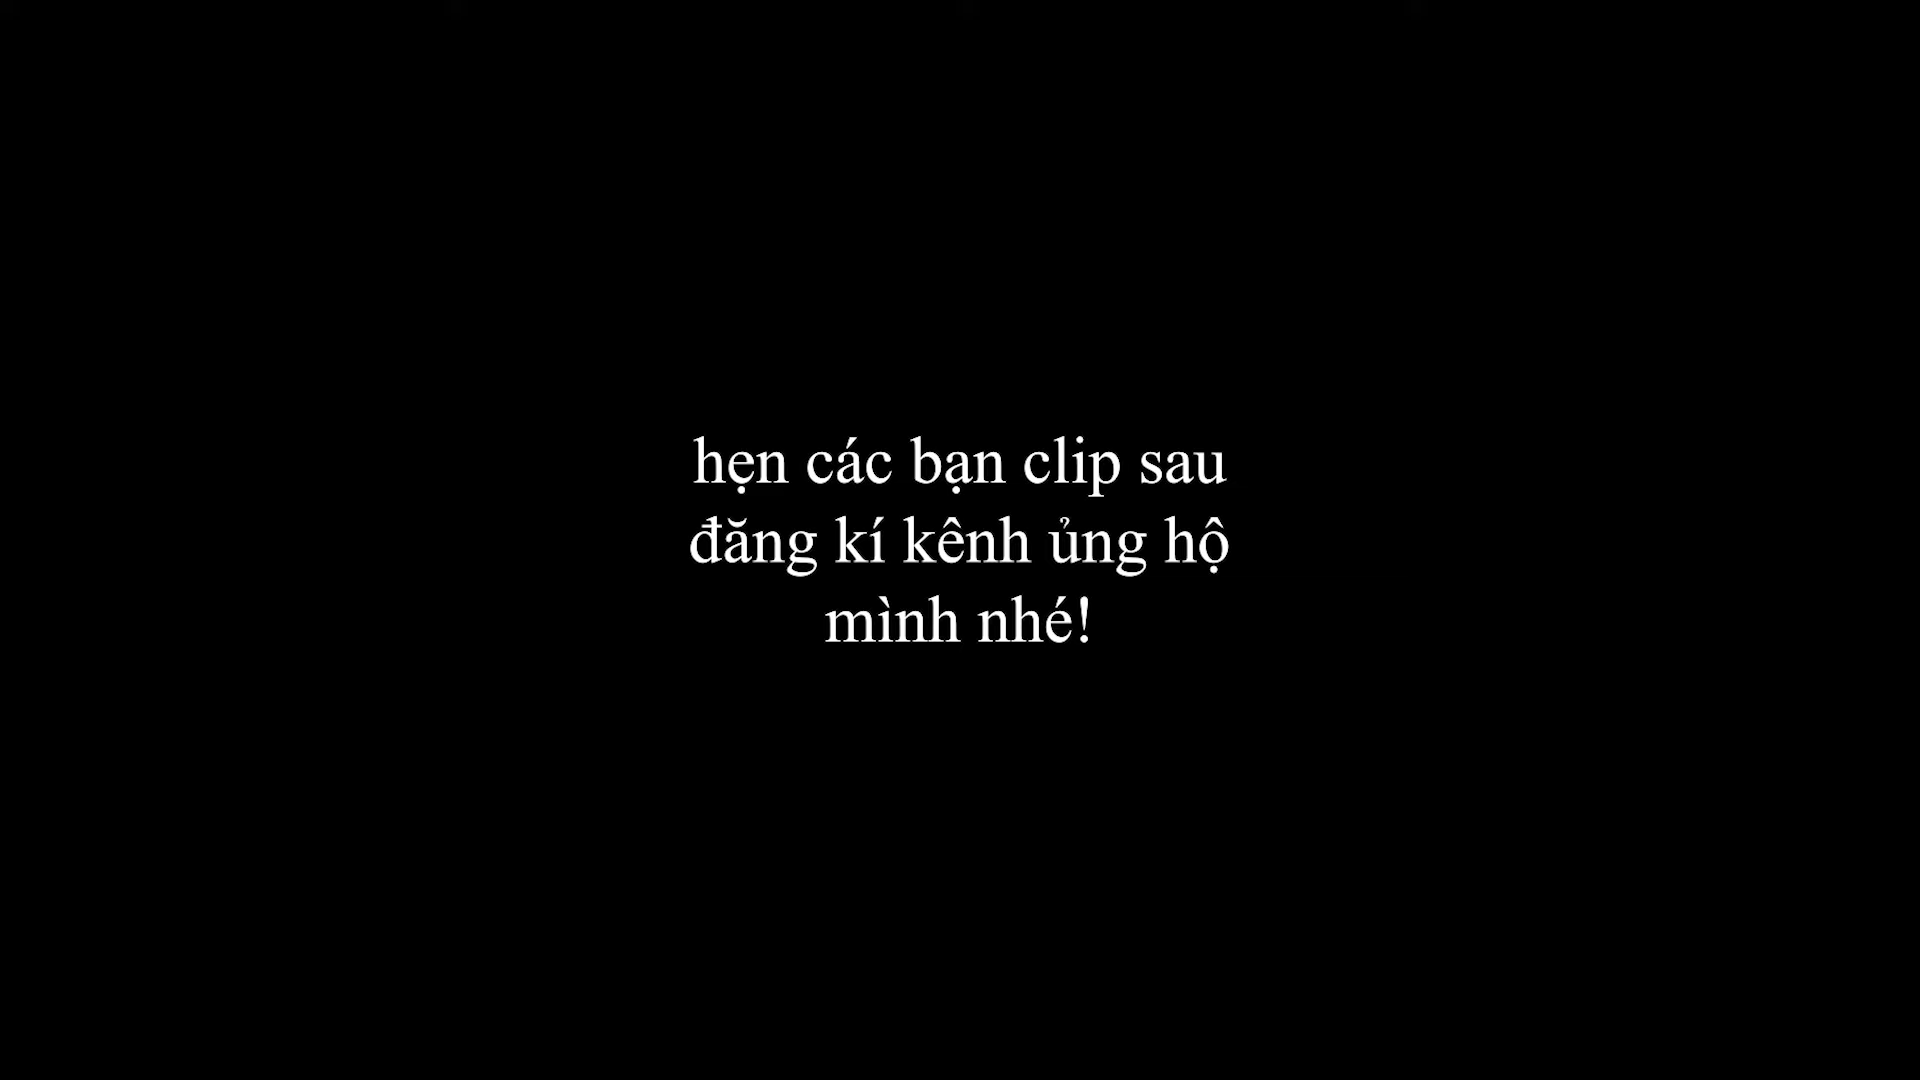 hẹn các bạn clip sau
đăng kí kênh ủng hộ
mình nhé!